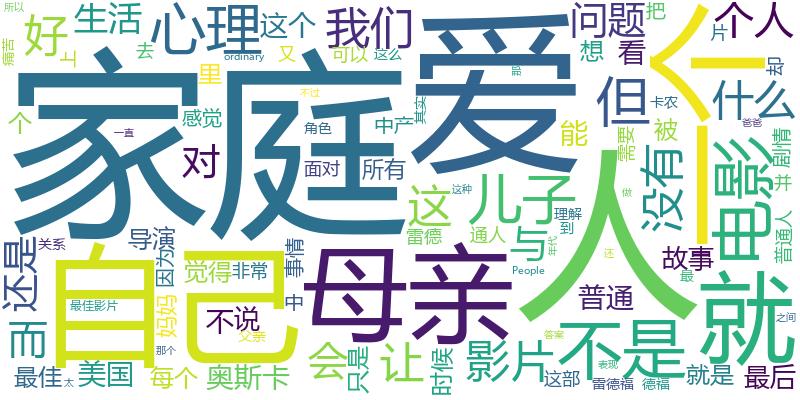 所以
痛苦
生活
心理
这个
我们
爱
问题
把
片
个人
好
上
去
ordinary
又
可以
这么
想
看
却
家庭
里
个
感觉
角色
中产
其实
能
但
卡农
什么
一个
一直
不过
对
面对
所有
需要
被
爸爸
剧情
并
这
儿子
人
没有
电影
普通人
雷德
通人
理解
到
这种
做
还是
关系
导演
因为
觉得
非常
事情
中
与
People
年代
还
故事
最
自己
母亲
普通
就
最佳影片
妈妈
不说
父亲
之间
而
那个
会
只是
让
时候
影片
答案
不是
表现
最佳
太
美国
每个
奥斯卡
这部
雷德福
德福
就是
最后